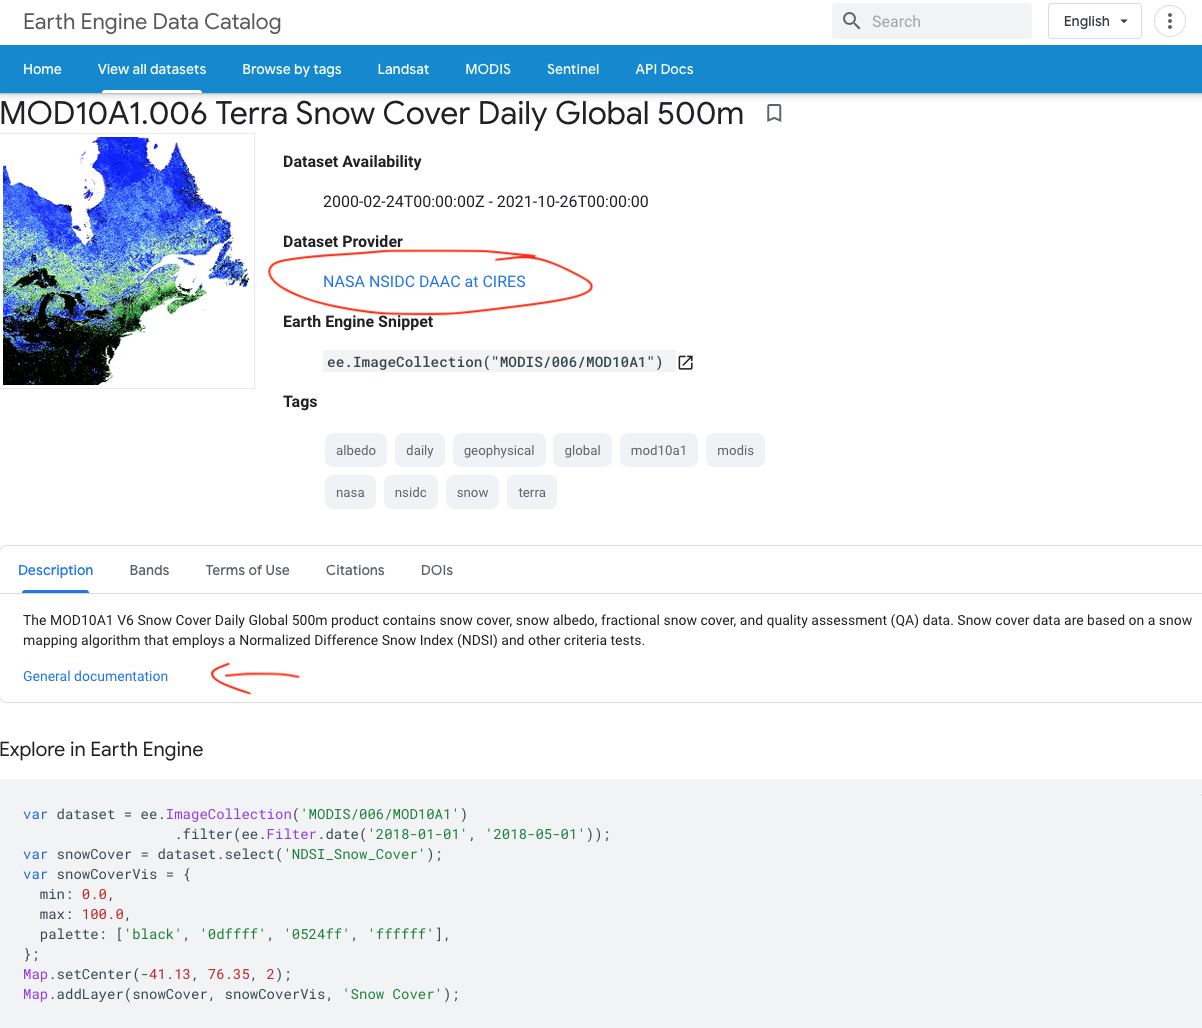 Earth Engine Data Catalog
Search
English
Home View all datasets Browse by tags Landsat MODIS Sentinel API Docs
MOD10A1.006 Terra Snow Cover Daily Global 500m
Dataset Availability
2000-02-24T00:00:00Z - 2021-10-26T00:00:00
Dataset Provider
NASA NSIDC DAAC at CIRES
Earth Engine Snippet
ee.ImageCollection("MODIS/006/MOD10A1")
Tags
albedo daily geophysical global mod10a1 modis
nasa nsidc snow terra
Description Bands Terms of Use Citations DOIs
The MOD10A1 V6 Snow Cover Daily Global 500m product contains snow cover, snow albedo, fractional snow cover, and quality assessment (QA) data. Snow cover data are based on a snow
mapping algorithm that employs a Normalized Difference Snow Index (NDSI) and other criteria tests.
General documentation
Explore in Earth Engine
var dataset = ee.ImageCollection('MODIS/006/MOD10A1')
.filter(ee.Filter.date('2018-01-01', '2018-05-01'));
var snowCover = dataset.select('NDSI_Snow_Cover');
var snowCoverVis = {
min: 0.0,
max: 100.0,
palette: ['black', '0dffff', '0524ff', 'ffffff'],
};
Map.setCenter(-41.13, 76.35, 2);
Map.addLayer(snowCover, snowCoverVis, 'Snow Cover');